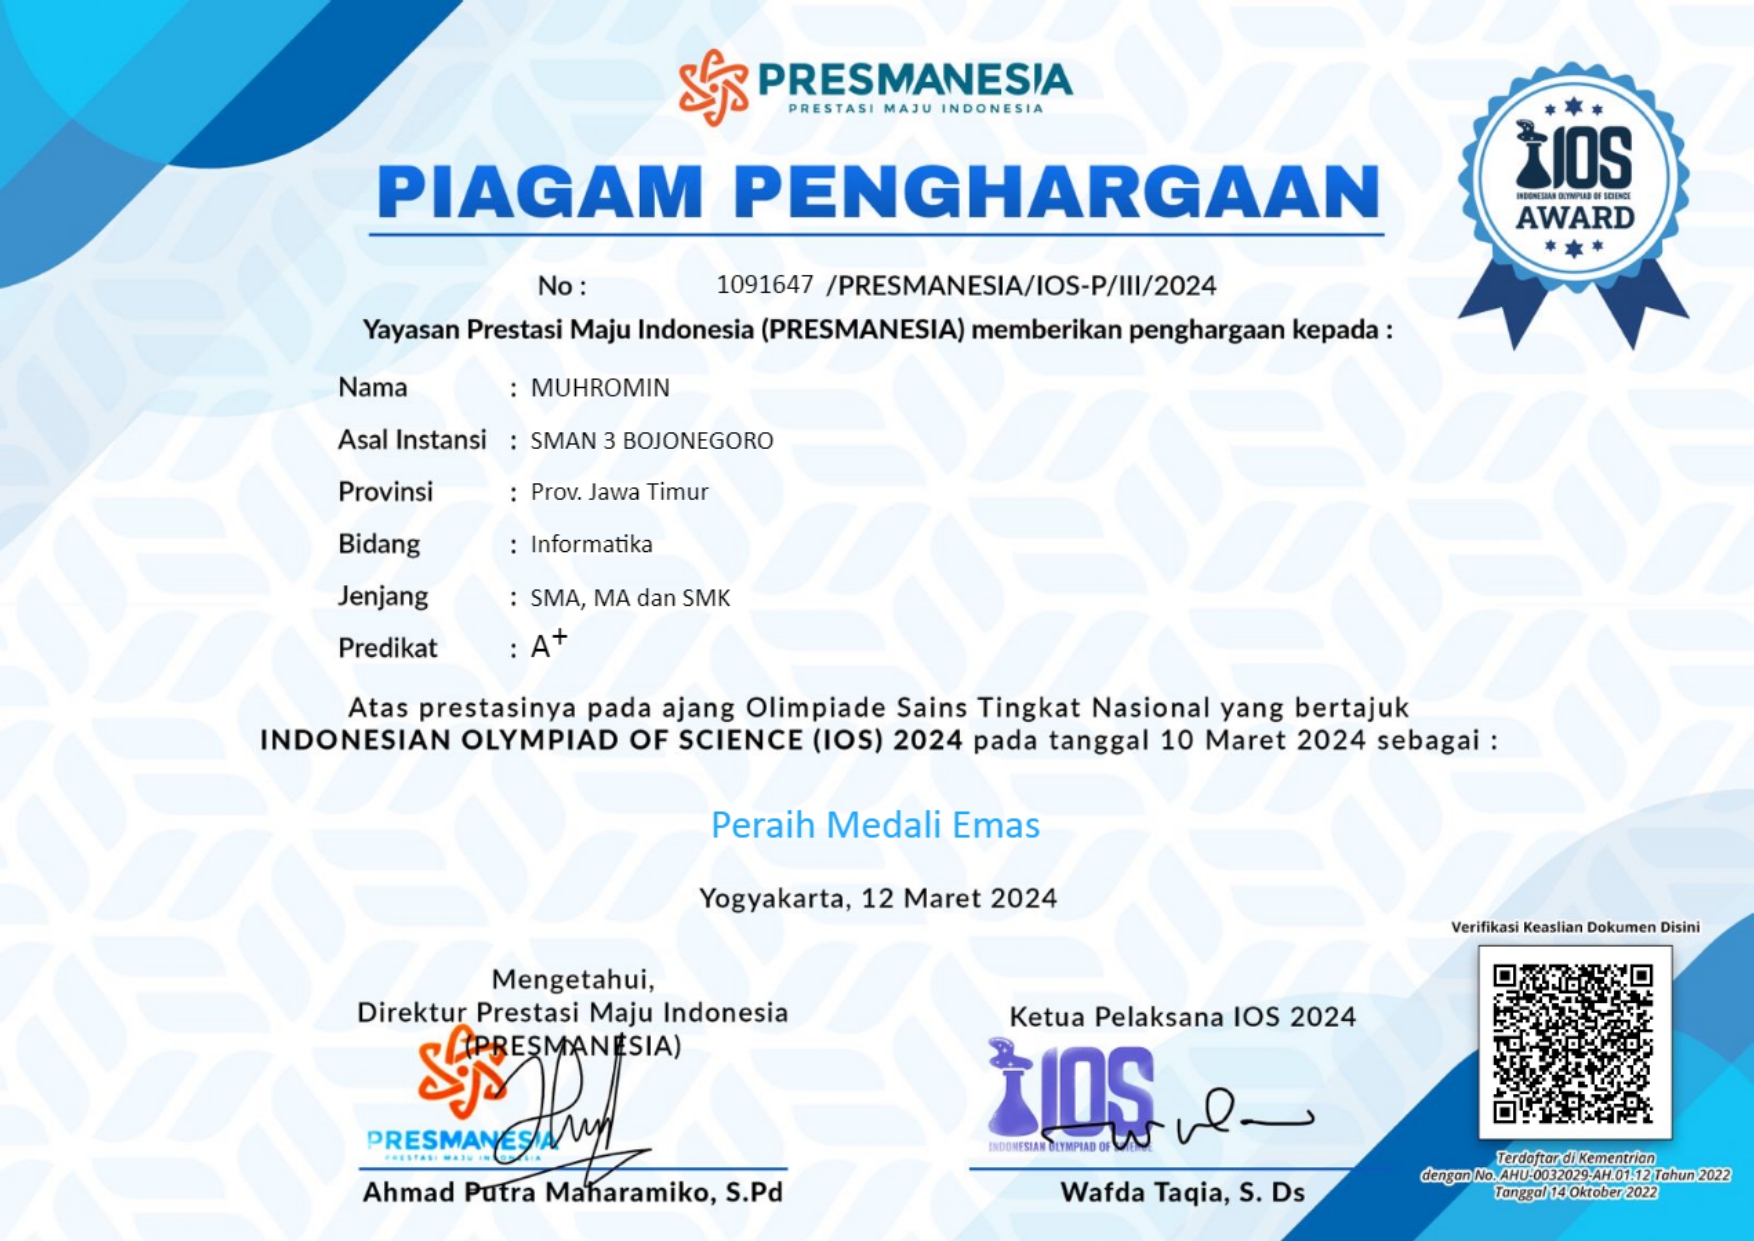 PRESMANESIA
PRESTASI MAJU INDONESIA
PIAGAM PENGHARGAAN
IOS
INDONESIAN OLYMPIAD OF SCIENCE
AWARD
No : 1091647 /PRESMANESIA/IOS-P/III/2024
Yayasan Prestasi Maju Indonesia (PRESMANESIA) memberikan penghargaan kepada :
Nama : MUHROMIN
Asal Instansi : SMAN 3 BOJONEGORO
Provinsi : Prov. Jawa Timur
Bidang : Informatika
Jenjang : SMA, MA dan SMK
Predikat : A+
Atas prestasinya pada ajang Olimpiade Sains Tingkat Nasional yang bertajuk
INDONESIAN OLYMPIAD OF SCIENCE (IOS) 2024 pada tanggal 10 Maret 2024 sebagai :
Peraih Medali Emas
Yogyakarta, 12 Maret 2024
Mengetahui,
Direktur Prestasi Maju Indonesia
(PRESMANESIA)
PRESMANESIA
PRESTASI MAJU INDONESIA
Ahmad Putra Maharamiko, S.Pd
Ketua Pelaksana IOS 2024
IOS
INDONESIAN OLYMPIAD OF SCIENCE
Wafda Taqia, S. Ds
Verifikasi Keaslian Dokumen Disini
Terdaftar di Kementrian
dengan No. AHU-0032029-AH.01.12 Tahun 2022
Tanggal 14 Oktober 2022